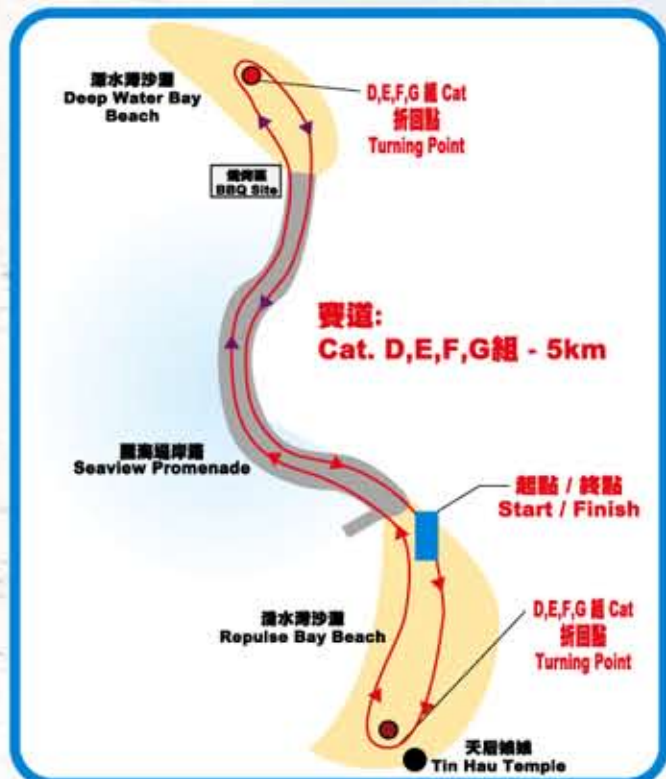 深水灣沙灘
Deep Water Bay
Beach
D,E,F,G 組 Cat
折回點
Turning Point
燒烤區
BBQ Site
賽道:
Cat. D,E,F,G組 - 5km
麗海堤岸路
Seaview Promenade
起點 / 終點
Start / Finish
淺水灣沙灘
Repulse Bay Beach
D,E,F,G 組 Cat
折回點
Turning Point
天后娘娘
Tin Hau Temple